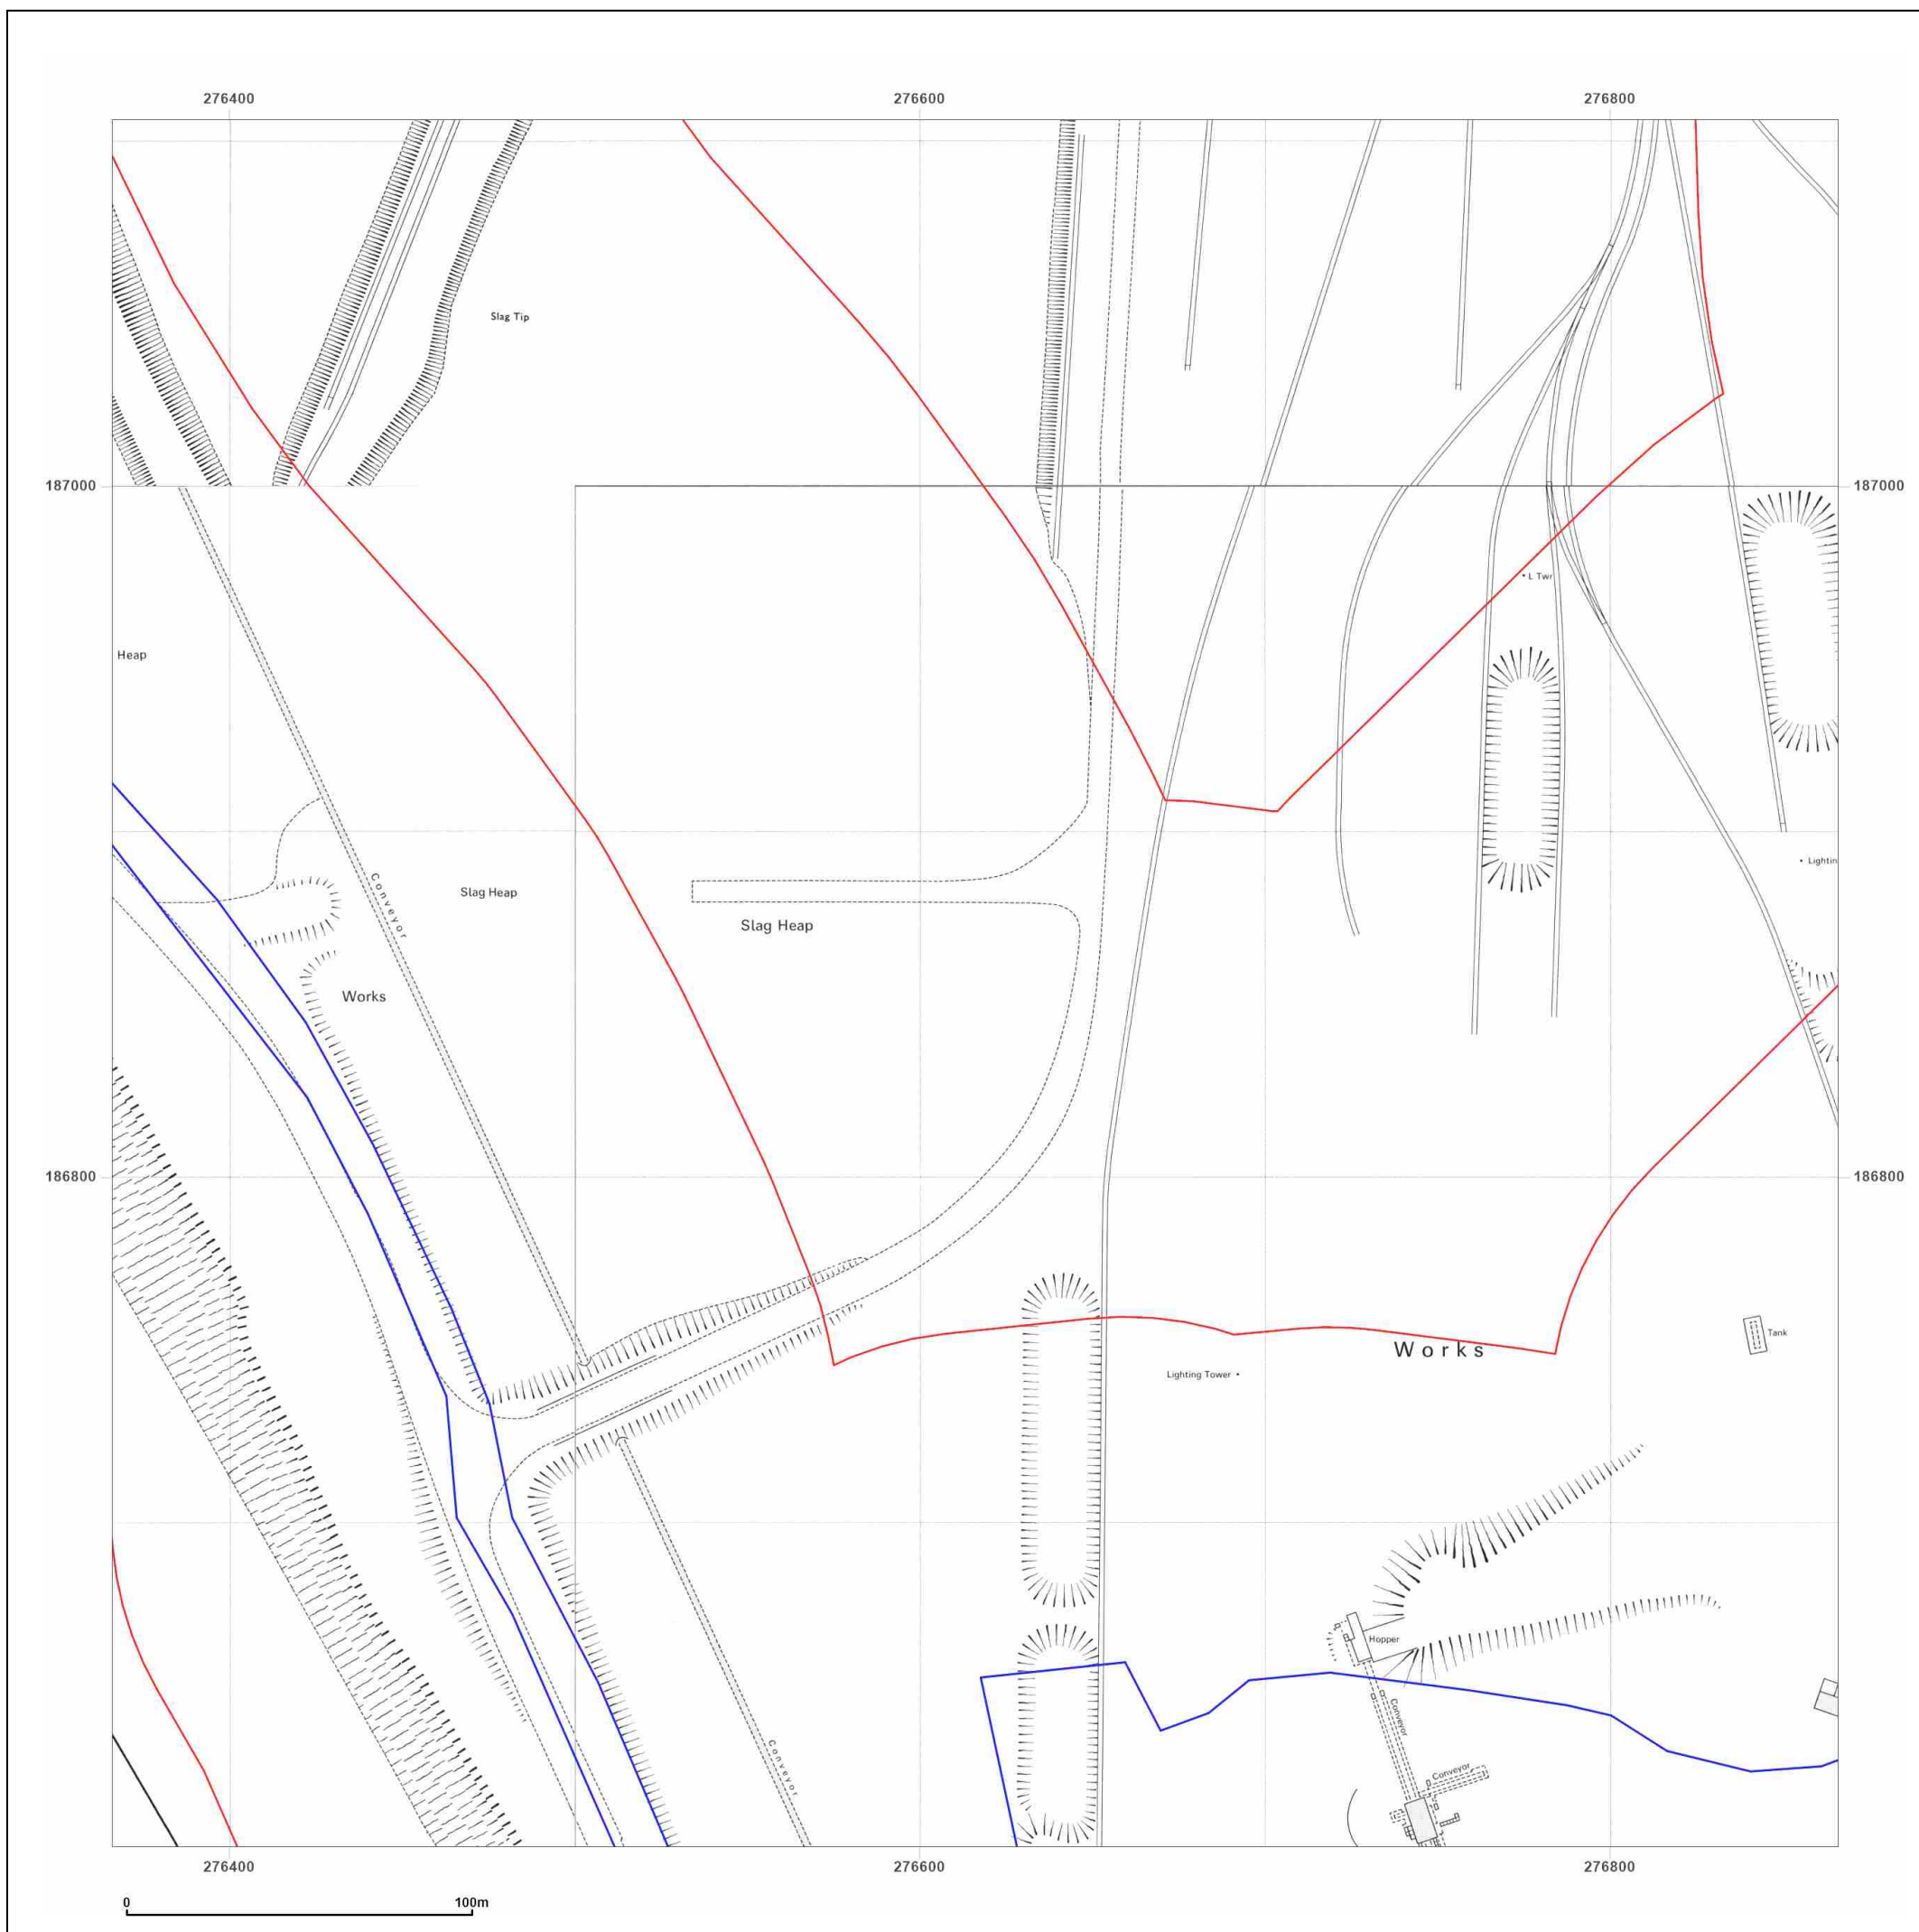 276400 276600 276800
Slag Tip
187000 187000
L Twr
Heap
Lightin
Conveyor
Slag Heap
Slag Heap
Works
186800 186800
Tank
Works
Lighting Tower
Hopper
Conveyor
Conveyor
Conveyor
276400 276600 276800
0 100m